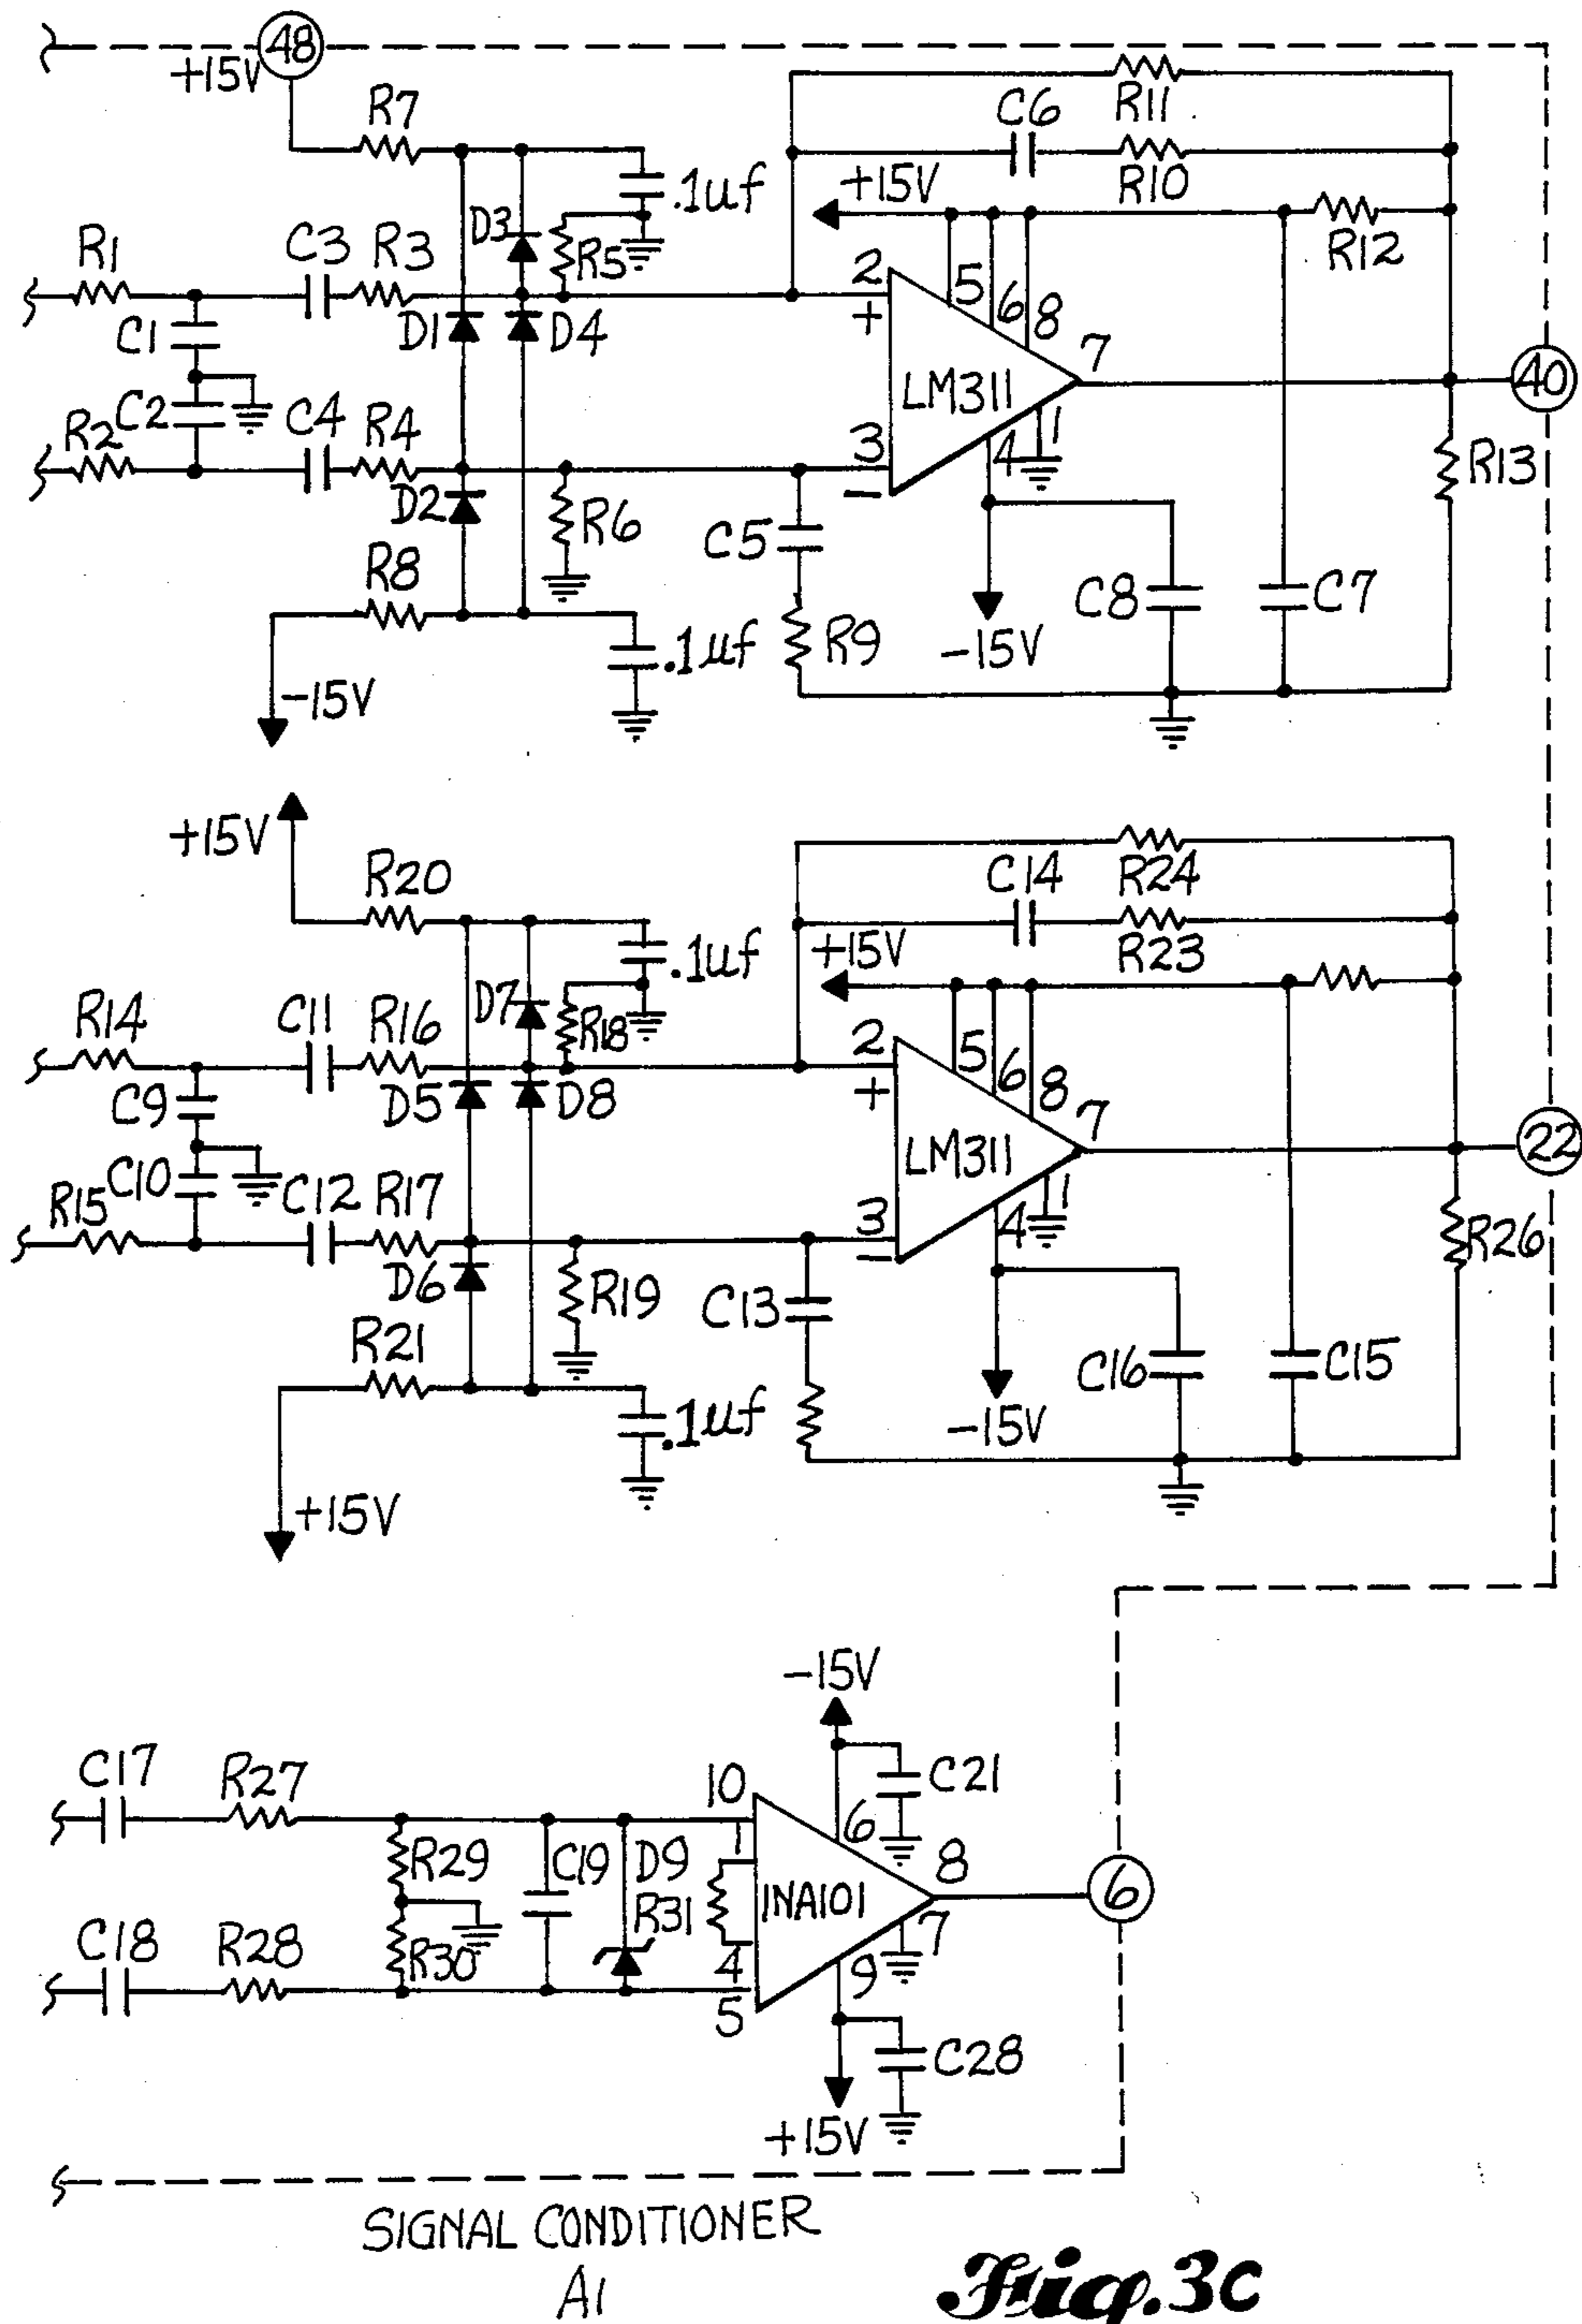 48
+15V
R7
R11
C6
R10
.1uf
+15V
D3
R5
R12
R1
C3 R3
2
+
5 6 8
7
C1
D1 D4
LM311
40
C2
R2
C4 R4
3
−
4 1
R13
D2
R6
C5
R8
C8
C7
.1uf
R9
−15V
−15V
+15V
R20
C14
R24
R23
.1uf
+15V
D7
R18
R14
C11 R16
2
+
5 6 8
7
C9
D5 D8
LM311
22
C10
R15
C12 R17
3
−
4 1
R26
D6
R19
C13
R21
C16
C15
.1uf
−15V
+15V
−15V
C17
R27
10
C21
1
6
R29
C19
D9
8
R31
INA101
6
C18
R28
R30
4
9
7
5
C28
+15V
SIGNAL CONDITIONER
A1
Fig. 3c